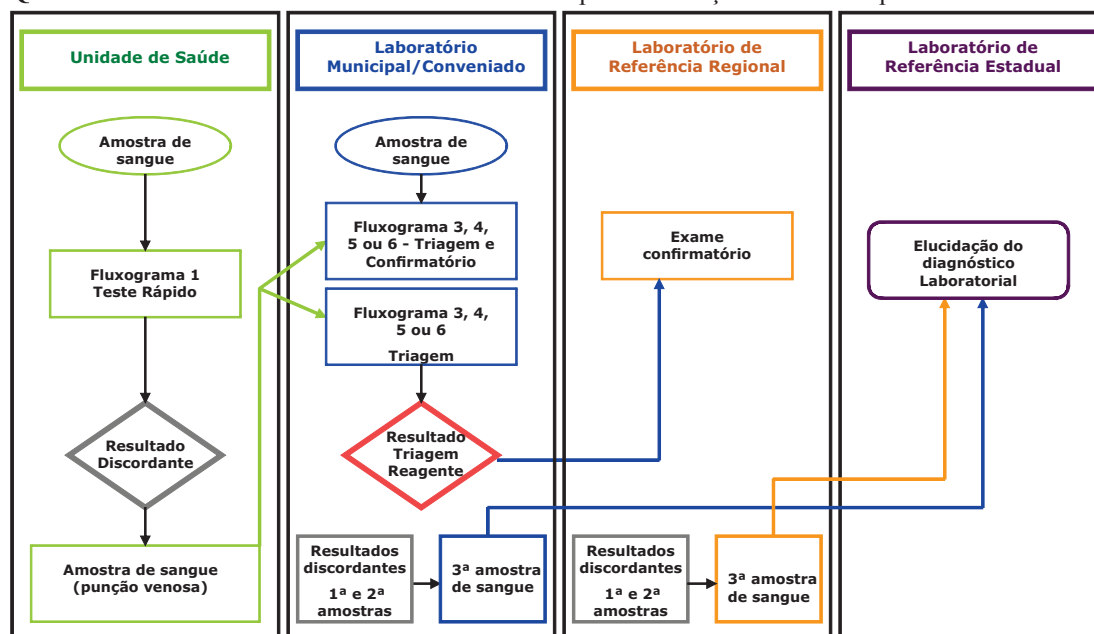 Unidade de Saúde
Amostra de
sangue
Fluxograma 1
Teste Rápido
Resultado
Discordante
Amostra de sangue
(punção venosa)
Laboratório
Municipal/Conveniado
Amostra de
sangue
Fluxograma 3, 4,
5 ou 6 - Triagem e
Confirmatório
Fluxograma 3, 4,
5 ou 6
Triagem
Resultado
Triagem
Reagente
Resultados
discordantes
1ª e 2ª
amostras
3ª amostra
de sangue
Laboratório de
Referência Regional
Exame
confirmatório
Resultados
discordantes
1ª e 2ª
amostras
3ª amostra
de sangue
Laboratório de
Referência Estadual
Elucidação do
diagnóstico
Laboratorial